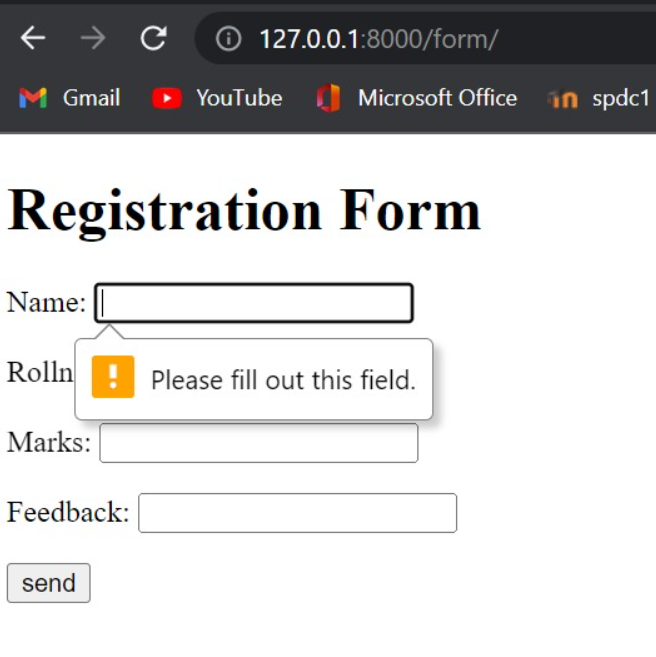 127.0.0.1:8000/form/
Gmail YouTube Microsoft Office spdc1
Registration Form
Name:
Please fill out this field.
Rolln
Marks:
Feedback:
send